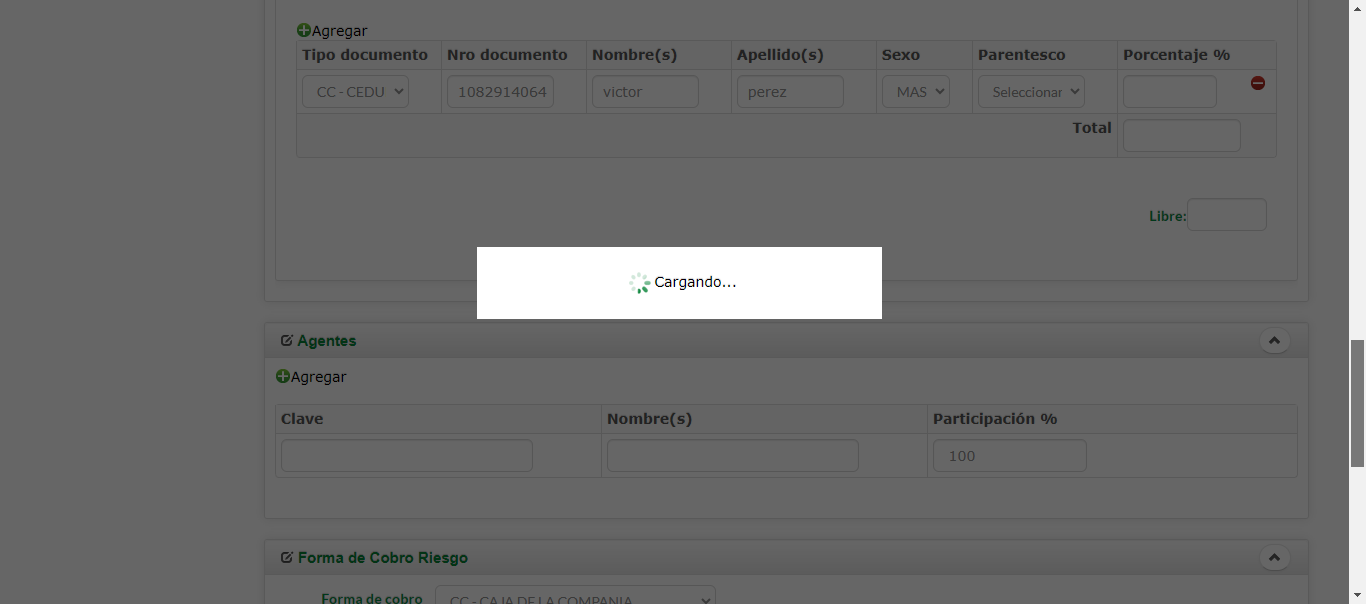 Agregar
Tipo documento Nro documento Nombre(s) Apellido(s) Sexo Parentesco Porcentaje %
CC - CEDU 1082914064 victor perez MAS Seleccionar
Total
Libre:
Cargando...
Agentes
Agregar
Clave Nombre(s) Participación %
100
Forma de Cobro Riesgo
Forma de cobro CC - CAJA DE LA COMPANIA